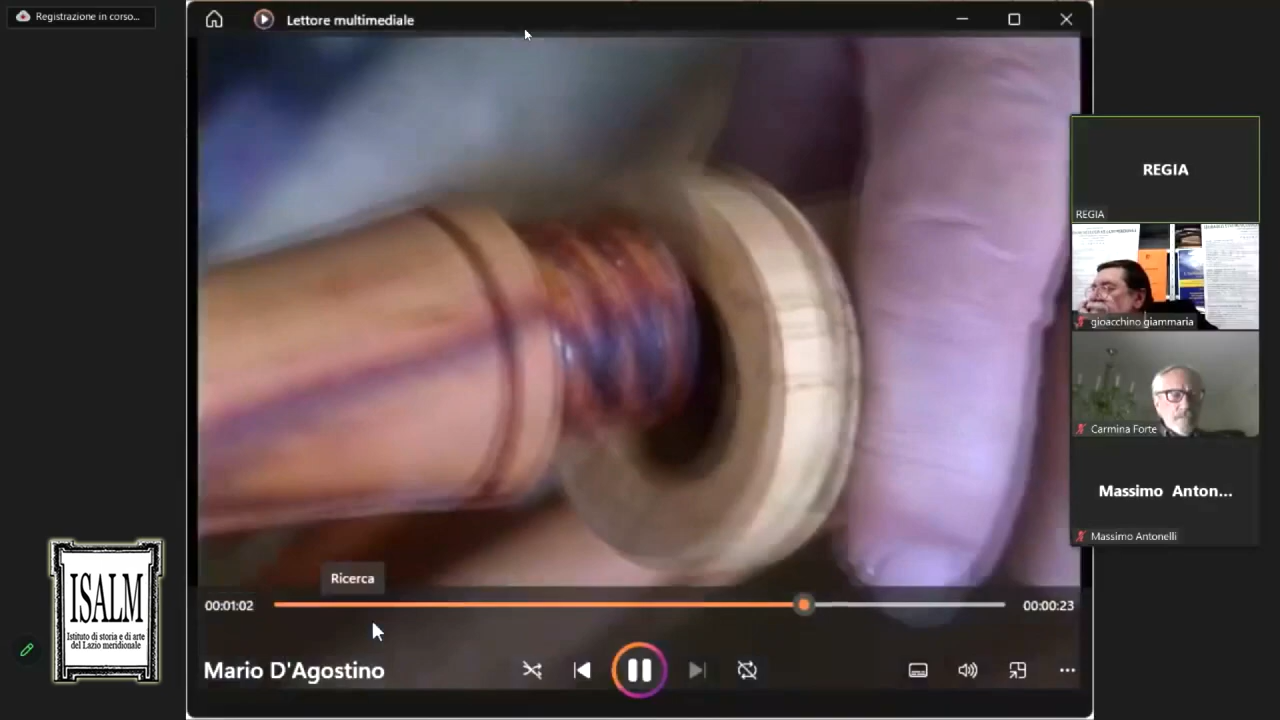 Registrazione in corso...
Lettore multimediale
REGIA
REGIA
gioacchino giammaria
Carmina Forte
Massimo Anton...
Massimo Antonelli
Ricerca
00:01:02
00:00:23
Mario D'Agostino
ISALM
Istituto di storia e di arte
del Lazio meridionale